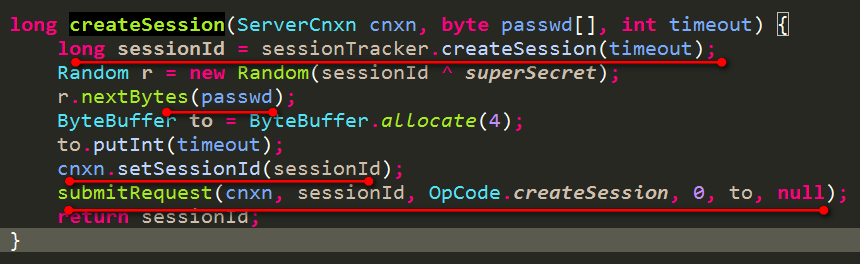 long createSession(ServerCnxn cnxn, byte passwd[], int timeout) {
long sessionId = sessionTracker.createSession(timeout);
Random r = new Random(sessionId ^ superSecret);
r.nextBytes(passwd);
ByteBuffer to = ByteBuffer.allocate(4);
to.putInt(timeout);
cnxn.setSessionId(sessionId);
submitRequest(cnxn, sessionId, OpCode.createSession, 0, to, null);
return sessionId;
}